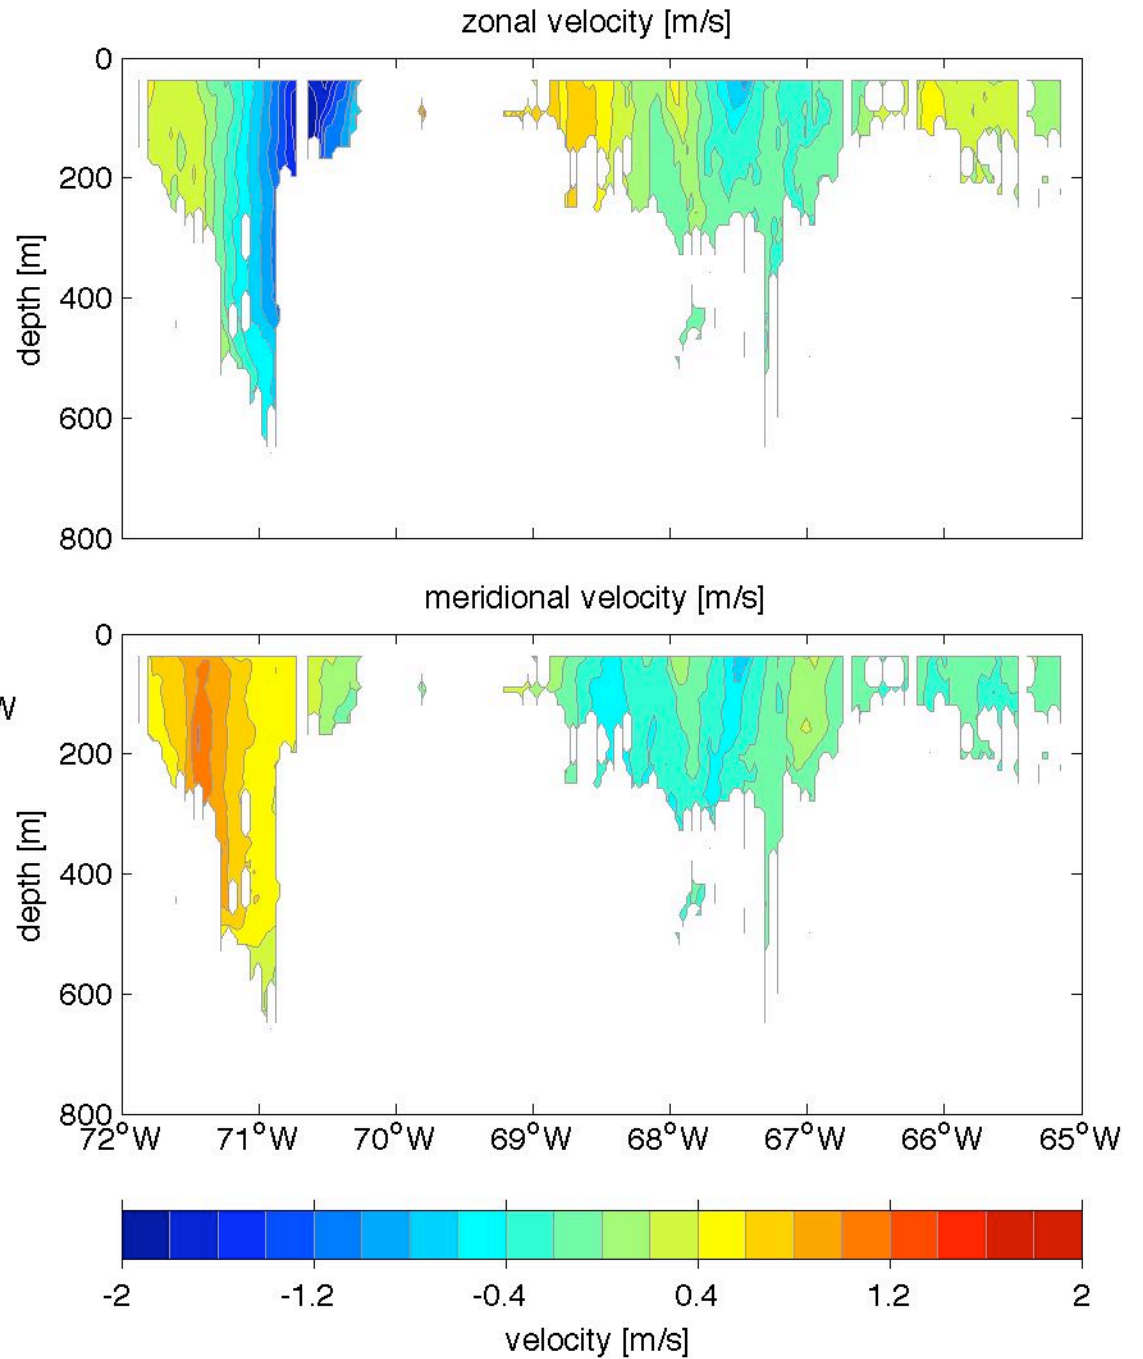 zonal velocity [m/s]
0
200
400
600
800
depth [m]
meridional velocity [m/s]
W
0
200
400
600
800
depth [m]
72°W 71°W 70°W 69°W 68°W 67°W 66°W 65°W
-2 -1.2 -0.4 0.4 1.2 2
velocity [m/s]